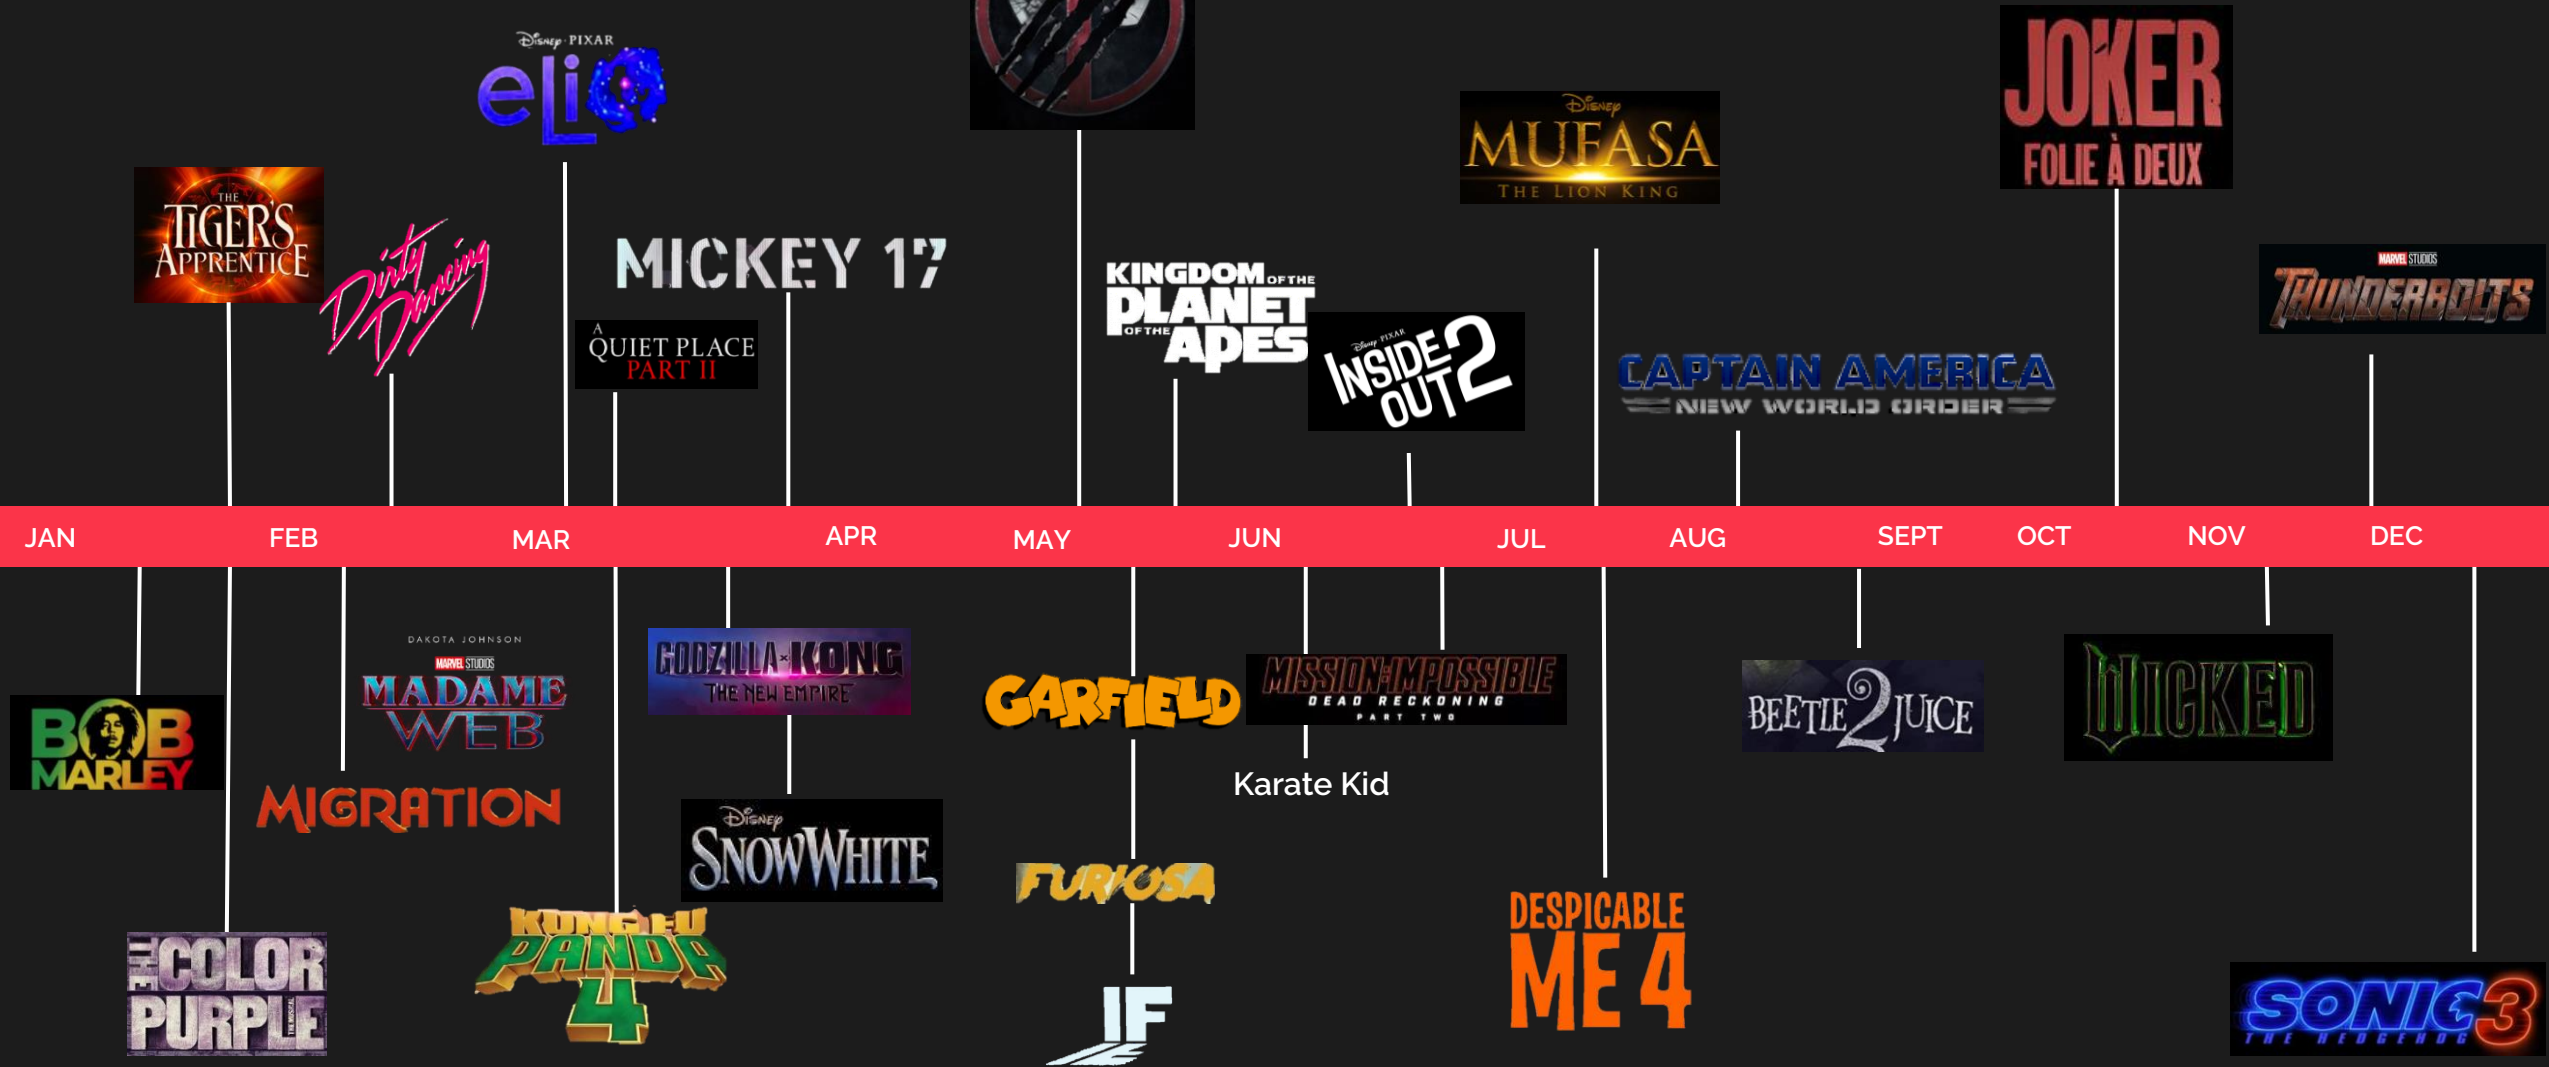 Disney·PIXAR
eLiO
THE
TIGER'S
APPRENTICE
Dirty
Dancing
MICKEY 17
A
QUIET PLACE
PART II
KINGDOM OF THE
PLANET
OF THE APES
Disney·PIXAR
INSIDE
OUT 2
Disney
MUFASA
THE LION KING
CAPTAIN AMERICA
NEW WORLD ORDER
JOKER
FOLIE À DEUX
MARVEL STUDIOS
THUNDERBOLTS
JAN FEB MAR APR MAY JUN JUL AUG SEPT OCT NOV DEC
BOB
MARLEY
THE COLOR
PURPLE
DAKOTA JOHNSON
MARVEL STUDIOS
MADAME
WEB
MIGRATION
KUNG FU
PANDA
4
GODZILLA x KONG
THE NEW EMPIRE
Disney
SNOW WHITE
GARFIELD
FURIOSA
IF
MISSION: IMPOSSIBLE
DEAD RECKONING
PART TWO
Karate Kid
DESPICABLE
ME 4
BEETLE 2 JUICE
WICKED
SONIC 3
THE HEDGEHOG